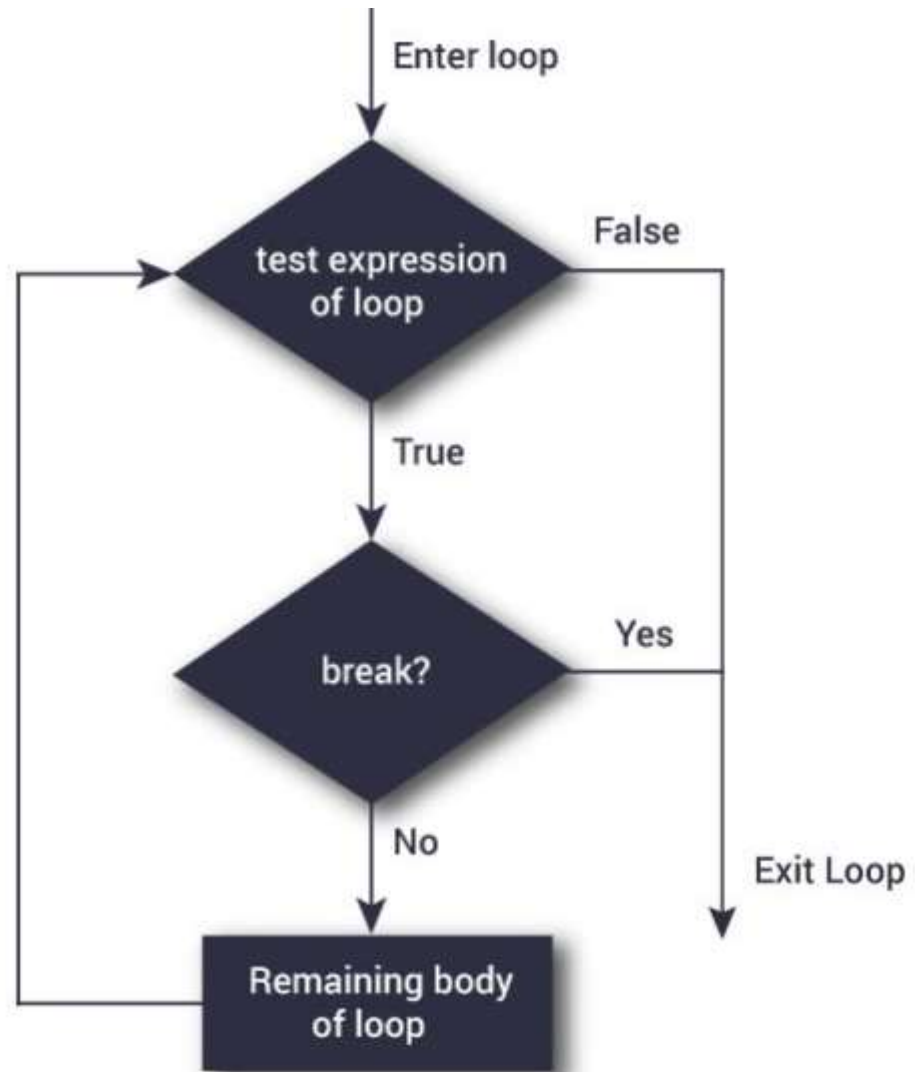 Enter loop
test expression
of loop
False
True
break?
Yes
No
Exit Loop
Remaining body
of loop